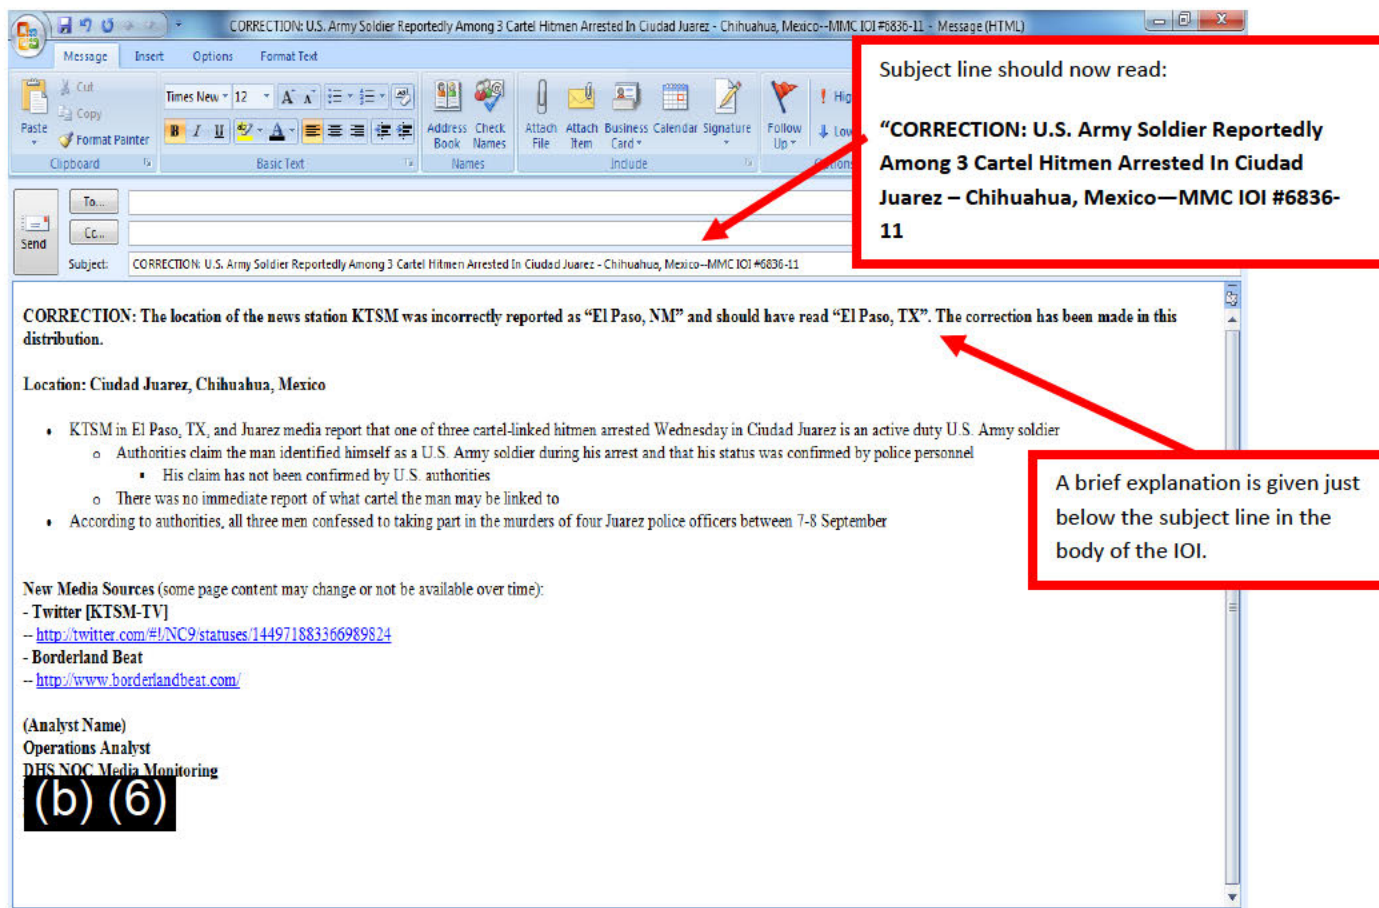 CORRECTION: U.S. Army Soldier Reportedly Among 3 Cartel Hitmen Arrested In Ciudad Juarez - Chihuahua, Mexico--MMC IOI #6836-11 - Message (HTML)
Message Insert Options Format Text
Cut
Copy
Paste
Format Painter
Clipboard
Times New 12
B I U
Basic Text
Address Book
Check Names
Names
Attach File
Attach Item
Business Card
Calendar
Signature
Include
Follow Up
Options
Subject line should now read:
“CORRECTION: U.S. Army Soldier Reportedly
Among 3 Cartel Hitmen Arrested In Ciudad
Juarez – Chihuahua, Mexico—MMC IOI #6836-
11
Send
To...
Cc...
Subject: CORRECTION: U.S. Army Soldier Reportedly Among 3 Cartel Hitmen Arrested In Ciudad Juarez - Chihuahua, Mexico--MMC IOI #6836-11
CORRECTION: The location of the news station KTSM was incorrectly reported as “El Paso, NM” and should have read “El Paso, TX”. The correction has been made in this
distribution.
Location: Ciudad Juarez, Chihuahua, Mexico
• KTSM in El Paso, TX, and Juarez media report that one of three cartel-linked hitmen arrested Wednesday in Ciudad Juarez is an active duty U.S. Army soldier
o Authorities claim the man identified himself as a U.S. Army soldier during his arrest and that his status was confirmed by police personnel
▪ His claim has not been confirmed by U.S. authorities
o There was no immediate report of what cartel the man may be linked to
• According to authorities, all three men confessed to taking part in the murders of four Juarez police officers between 7-8 September
A brief explanation is given just
below the subject line in the
body of the IOI.
New Media Sources (some page content may change or not be available over time):
- Twitter [KTSM-TV]
-- http://twitter.com/#!/NC9/statuses/144971883366989824
- Borderland Beat
-- http://www.borderlandbeat.com/
(Analyst Name)
Operations Analyst
DHS NOC Media Monitoring
(b) (6)